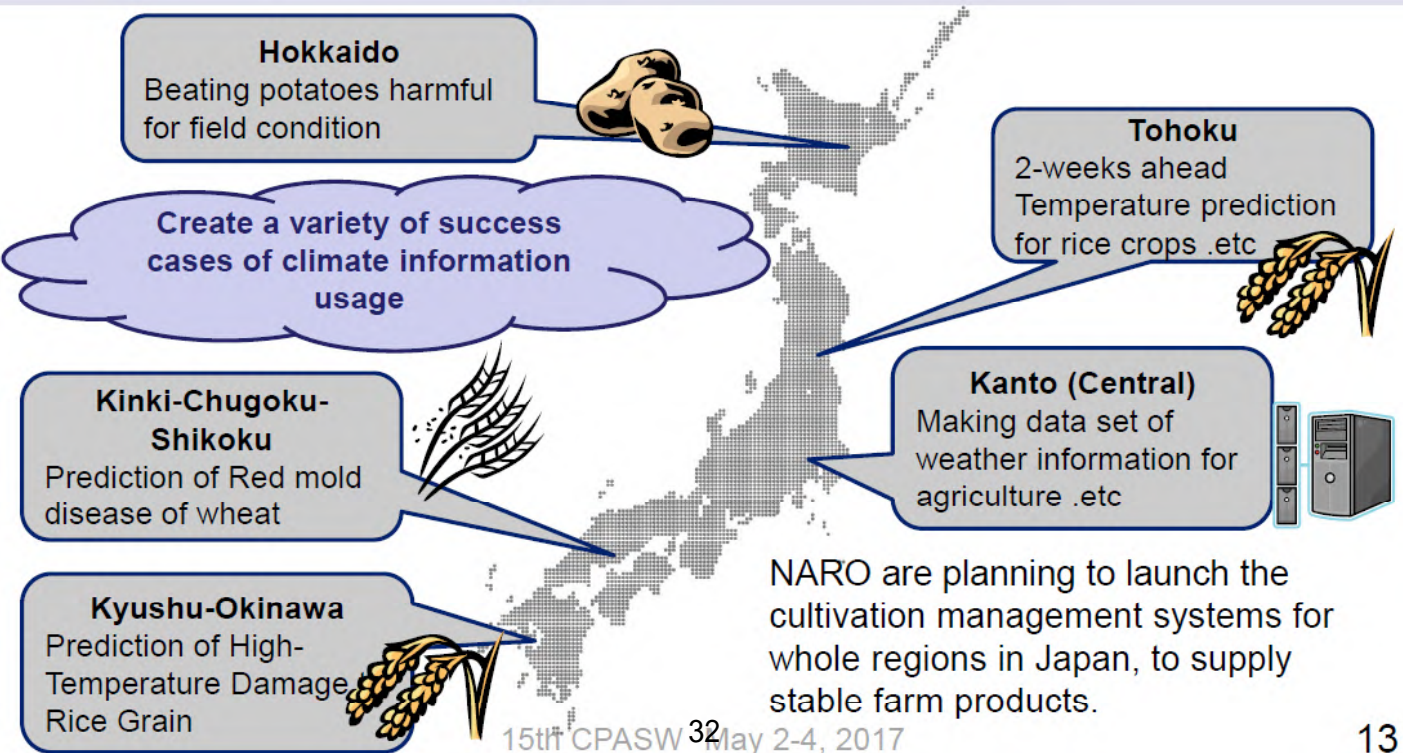 Hokkaido
Beating potatoes harmful
for field condition
Tohoku
2-weeks ahead
Temperature prediction
for rice crops .etc
Create a variety of success
cases of climate information
usage
Kinki-Chugoku-
Shikoku
Prediction of Red mold
disease of wheat
Kanto (Central)
Making data set of
weather information for
agriculture .etc
Kyushu-Okinawa
Prediction of High-
Temperature Damage
Rice Grain
NARO are planning to launch the
cultivation management systems for
whole regions in Japan, to supply
stable farm products.
15th CPASW May 2-4, 2017
32
13